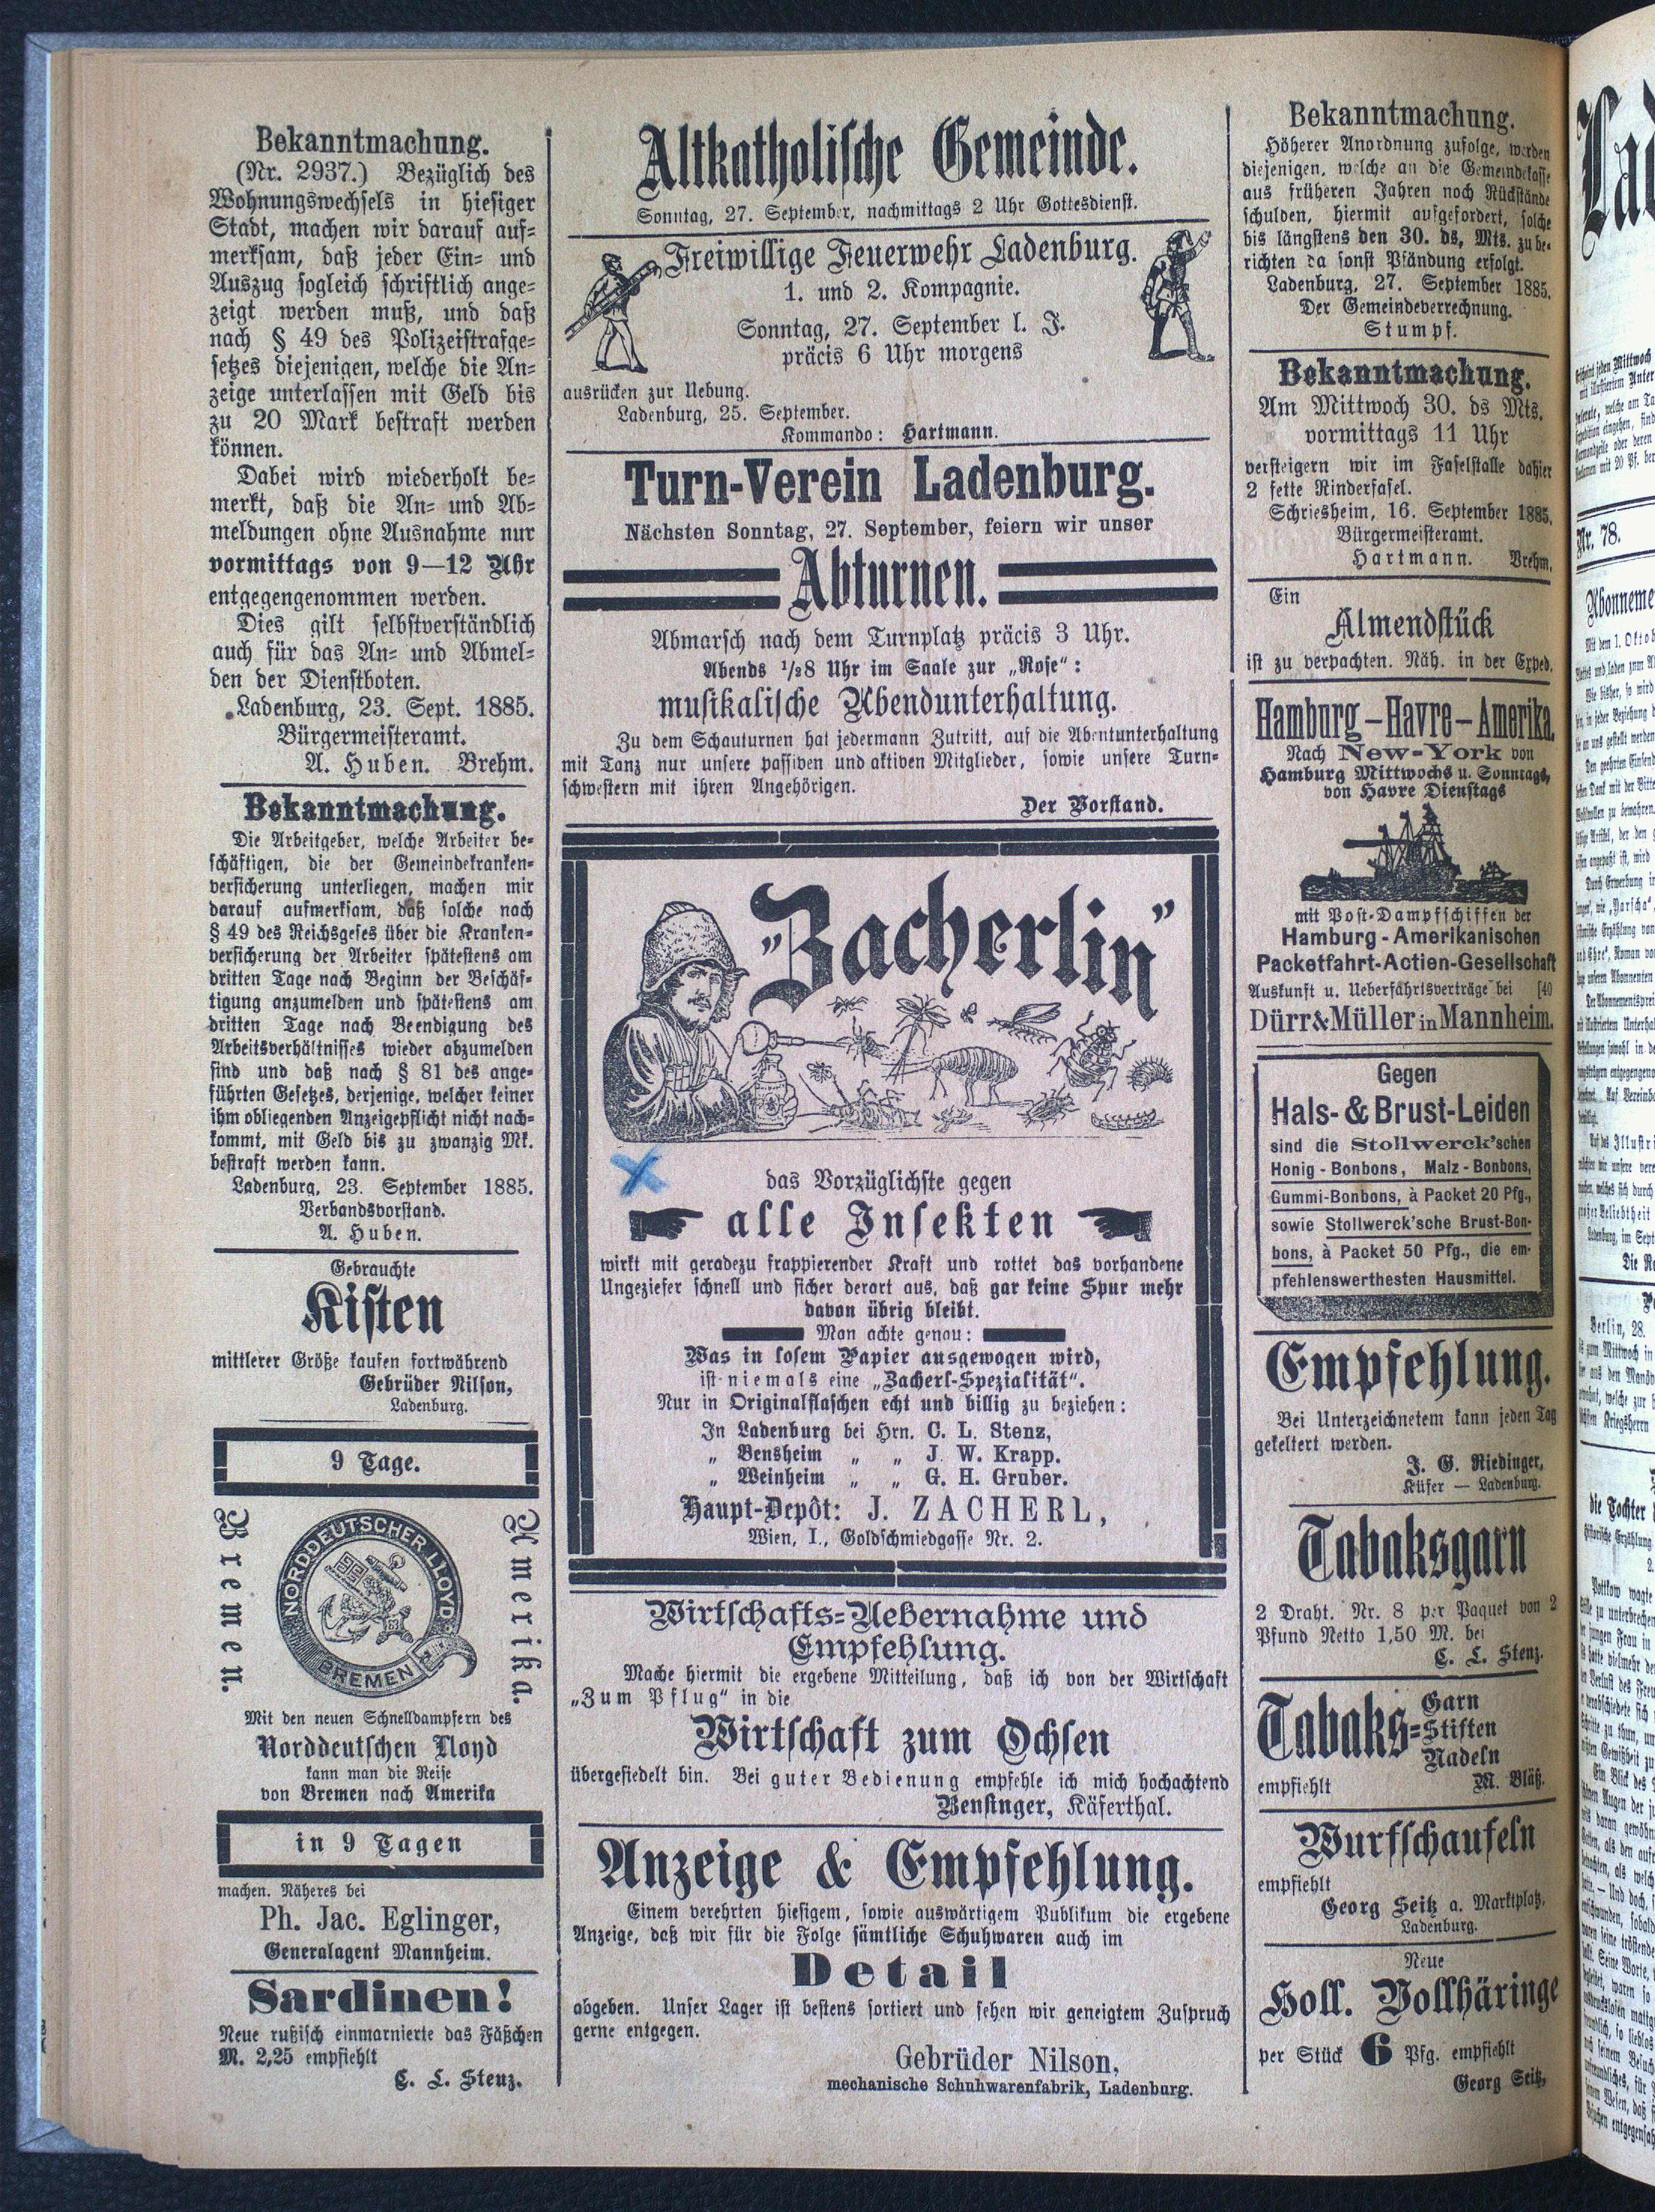 Bekanntmachung.
(Nr. 2937.) Bezüglich des
Wohnungswechsels in hiesiger
Stadt, machen wir darauf auf=
merksam, daß jeder Ein= und
Auszug sogleich schriftlich ange=
zeigt werden muß, und daß
nach § 49 des Polizeistrafge=
setzes diejenigen, welche die An=
zeige unterlassen mit Geld bis
zu 20 Mark bestraft werden
können.
Dabei wird wiederholt be=
merkt, daß die An= und Ab=
meldungen ohne Ausnahme nur
vormittags von 9—12 Uhr
entgegengenommen werden.
Dies gilt selbstverständlich
auch für das An= und Abmel=
den der Dienstboten.
Ladenburg, 23. Sept. 1885.
Bürgermeisteramt.
A. Huben. Brehm.
Bekanntmachung.
Die Arbeitgeber, welche Arbeiter be=
schäftigen, die der Gemeindekranken=
versicherung unterliegen, machen mir
darauf aufmerksam, daß solche nach
§ 49 des Reichsgeses über die Kranken=
versicherung der Arbeiter spätestens am
dritten Tage nach Beginn der Beschäf=
tigung anzumelden und spätestens am
dritten Tage nach Beendigung des
Arbeitsverhältnisses wieder abzumelden
sind und daß nach § 81 des ange=
führten Gesetzes, derjenige, welcher keiner
ihm obliegenden Anzeigepflicht nicht nach=
kommt, mit Geld bis zu zwanzig Mk.
bestraft werden kann.
Ladenburg, 23. September 1885.
Verbandsvorstand.
A. Huben.
Gebrauchte
Kisten
mittlerer Größe kaufen fortwährend
Gebrüder Nilson,
Ladenburg.
9 Tage.
Bremen.
NORDDEUTSCHER LLOYD
BREMEN
Amerika.
Mit den neuen Schnelldampfern des
Norddeutschen Lloyd
kann man die Reise
von Bremen nach Amerika
in 9 Tagen
machen. Näheres bei
Ph. Jac. Eglinger,
Generalagent Mannheim.
Sardinen!
Neue rußisch einmarnierte das Fäßchen
M. 2,25 empfiehlt
C. L. Stenz.
Altkatholische Gemeinde.
Sonntag, 27. September, nachmittags 2 Uhr Gottesdienst.
Freiwillige Feuerwehr Ladenburg.
1. und 2. Kompagnie.
Sonntag, 27. September l. J.
präcis 6 Uhr morgens
ausrücken zur Uebung.
Ladenburg, 25. September.
Kommando: Hartmann.
Turn-Verein Ladenburg.
Nächsten Sonntag, 27. September, feiern wir unser
Abturnen.
Abmarsch nach dem Turnplatz präcis 3 Uhr.
Abends ½8 Uhr im Saale zur „Rose“:
musikalische Abendunterhaltung.
Zu dem Schauturnen hat jedermann Zutritt, auf die Abentunterhaltung
mit Tanz nur unsere passiven und aktiven Mitglieder, sowie unsere Turn=
schwestern mit ihren Angehörigen.
Der Vorstand.
„Zacherlin”
das Vorzüglichste gegen
alle Insekten
wirkt mit geradezu frappierender Kraft und rottet das vorhandene
Ungeziefer schnell und sicher derart aus, daß gar keine Spur mehr
davon übrig bleibt.
Man achte genau:
Was in losem Papier ausgewogen wird,
ist niemals eine „Zacherl-Spezialität“.
Nur in Originalflaschen echt und billig zu beziehen:
In Ladenburg bei Hrn. C. L. Stenz,
„ Bensheim „ „ J. W. Krapp.
„ Weinheim „ „ G. H. Gruber.
Haupt-Depôt: J. ZACHERL,
Wien, I., Goldschmiedgasse Nr. 2.
Wirtschafts=Uebernahme und
Empfehlung.
Mache hiermit die ergebene Mitteilung, daß ich von der Wirtschaft
„Zum Pflug“ in die
Wirtschaft zum Ochsen
übergesiedelt bin. Bei guter Bedienung empfehle ich mich hochachtend
Bensinger, Käferthal.
Anzeige & Empfehlung.
Einem verehrten hiesigem, sowie auswärtigem Publikum die ergebene
Anzeige, daß wir für die Folge sämtliche Schuhwaren auch im
Detail
abgeben. Unser Lager ist bestens sortiert und sehen wir geneigtem Zuspruch
gerne entgegen.
Gebrüder Nilson,
mechanische Schuhwarenfabrik, Ladenburg.
Bekanntmachung.
Höherer Anordnung zufolge, werden
diejenigen, welche an die Gemeindekasse
aus früheren Jahren noch Rückstände
schulden, hiermit aufgefordert, solche
bis längstens den 30. ds, Mts. zu be=
richten da sonst Pfändung erfolgt.
Ladenburg, 27. September 1885.
Der Gemeindeverrechnung.
Stumpf.
Bekanntmachung.
Am Mittwoch 30. ds Mts.
vormittags 11 Uhr
versteigern wir im Faselstalle dahier
2 fette Rinderfasel.
Schriesheim, 16. September 1885.
Bürgermeisteramt.
Hartmann. Brehm.
Ein
Almendstück
ist zu verpachten. Näh. in der Exped.
Hamburg – Havre – Amerika.
Nach New-York von
Hamburg Mittwochs u. Sonntags,
von Havre Dienstags
mit Post-Dampfschiffen der
Hamburg - Amerikanischen
Packetfahrt-Actien-Gesellschaft
Auskunft u. Ueberfahrtsverträge bei [40
Dürr&Müller in Mannheim.
Gegen
Hals- & Brust-Leiden
sind die Stollwerck'schen
Honig - Bonbons, Malz - Bonbons,
Gummi-Bonbons, à Packet 20 Pfg.,
sowie Stollwerck'sche Brust-Bon-
bons, à Packet 50 Pfg., die em-
pfehlenswerthesten Hausmittel.
Empfehlung.
Bei Unterzeichnetem kann jeden Tag
gekeltert werden.
J. G. Riedinger,
Küfer — Ladenburg.
Tabaksgarn
2 Draht. Nr. 8 per Paquet von 2
Pfund Netto 1,50 M. bei
C. L. Stenz.
Tabaks=
Garn
Stiften
Nadeln
empfiehlt M. Bläß.
Wurfschaufeln
empfiehlt
Georg Seitz a. Marktplatz,
Ladenburg.
Neue
Holl. Vollhäringe
per Stück 6 Pfg. empfiehlt
Georg Seitz,
Nr. 78.